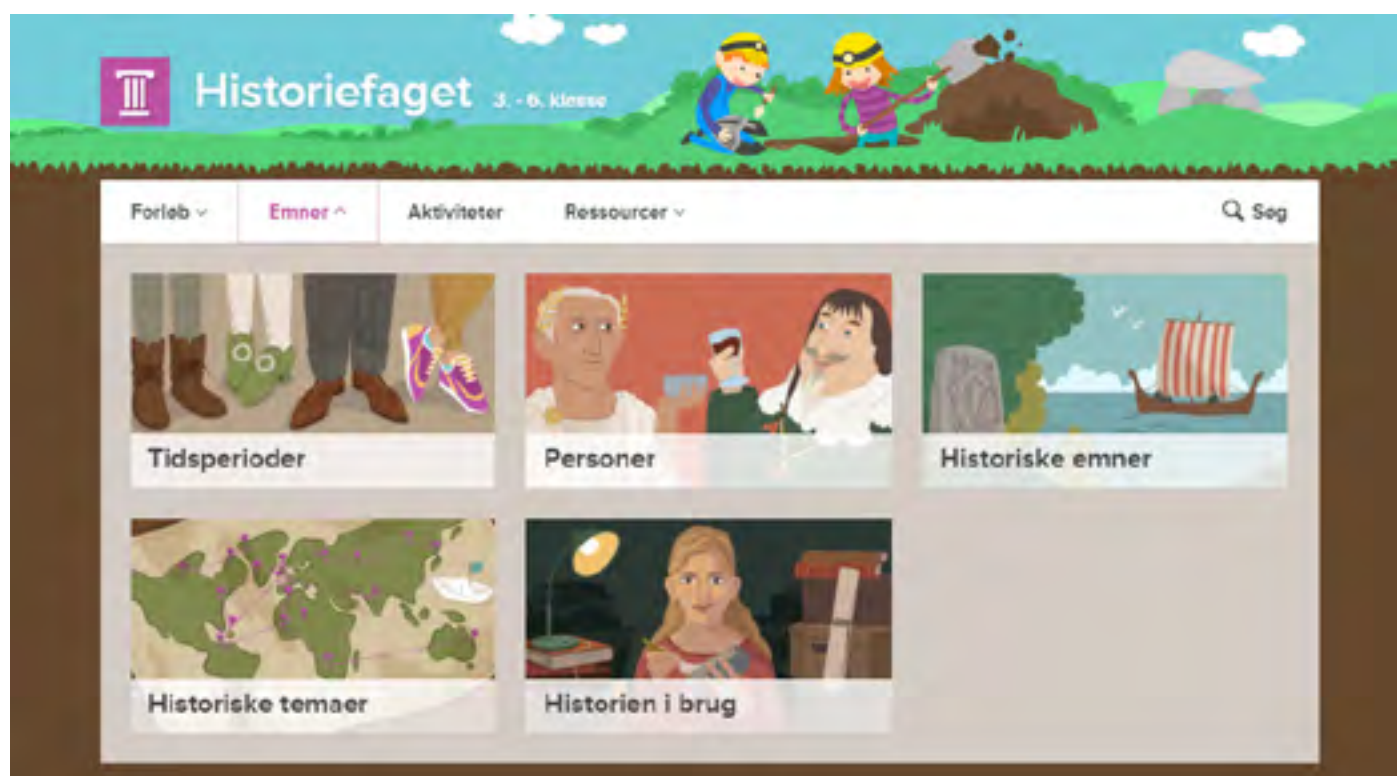 Historiefaget 3. - 6. klasse
Forløb Emner Aktiviteter Ressourcer Søg
Tidsperioder Personer Historiske emner
Historiske temaer Historien i brug